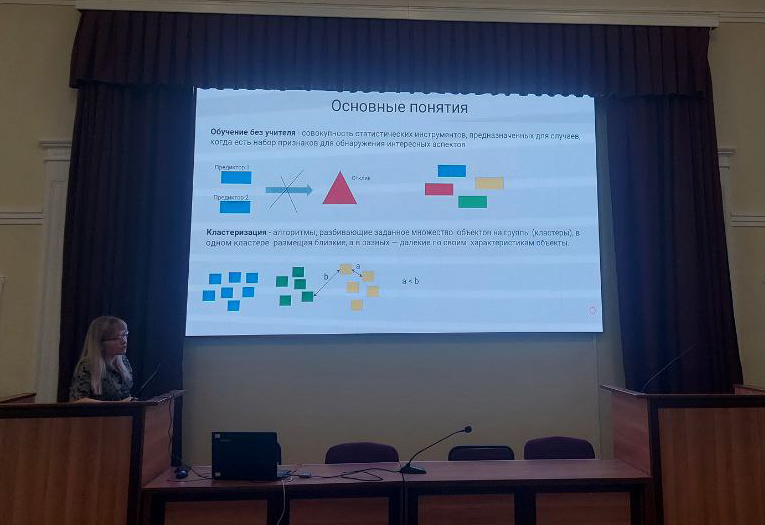 Основные понятия
Обучение без учителя - совокупность статистических инструментов, предназначенных для случаев,
когда есть набор признаков для обнаружения интересных аспектов
Предиктор 1
Отклик
Предиктор 2
Кластеризация - алгоритмы, разбивающие заданное множество объектов на группы (кластеры), в
одном кластере размещая близкие, а в разных — далекие по своим характеристикам объекты.
a
b
a < b